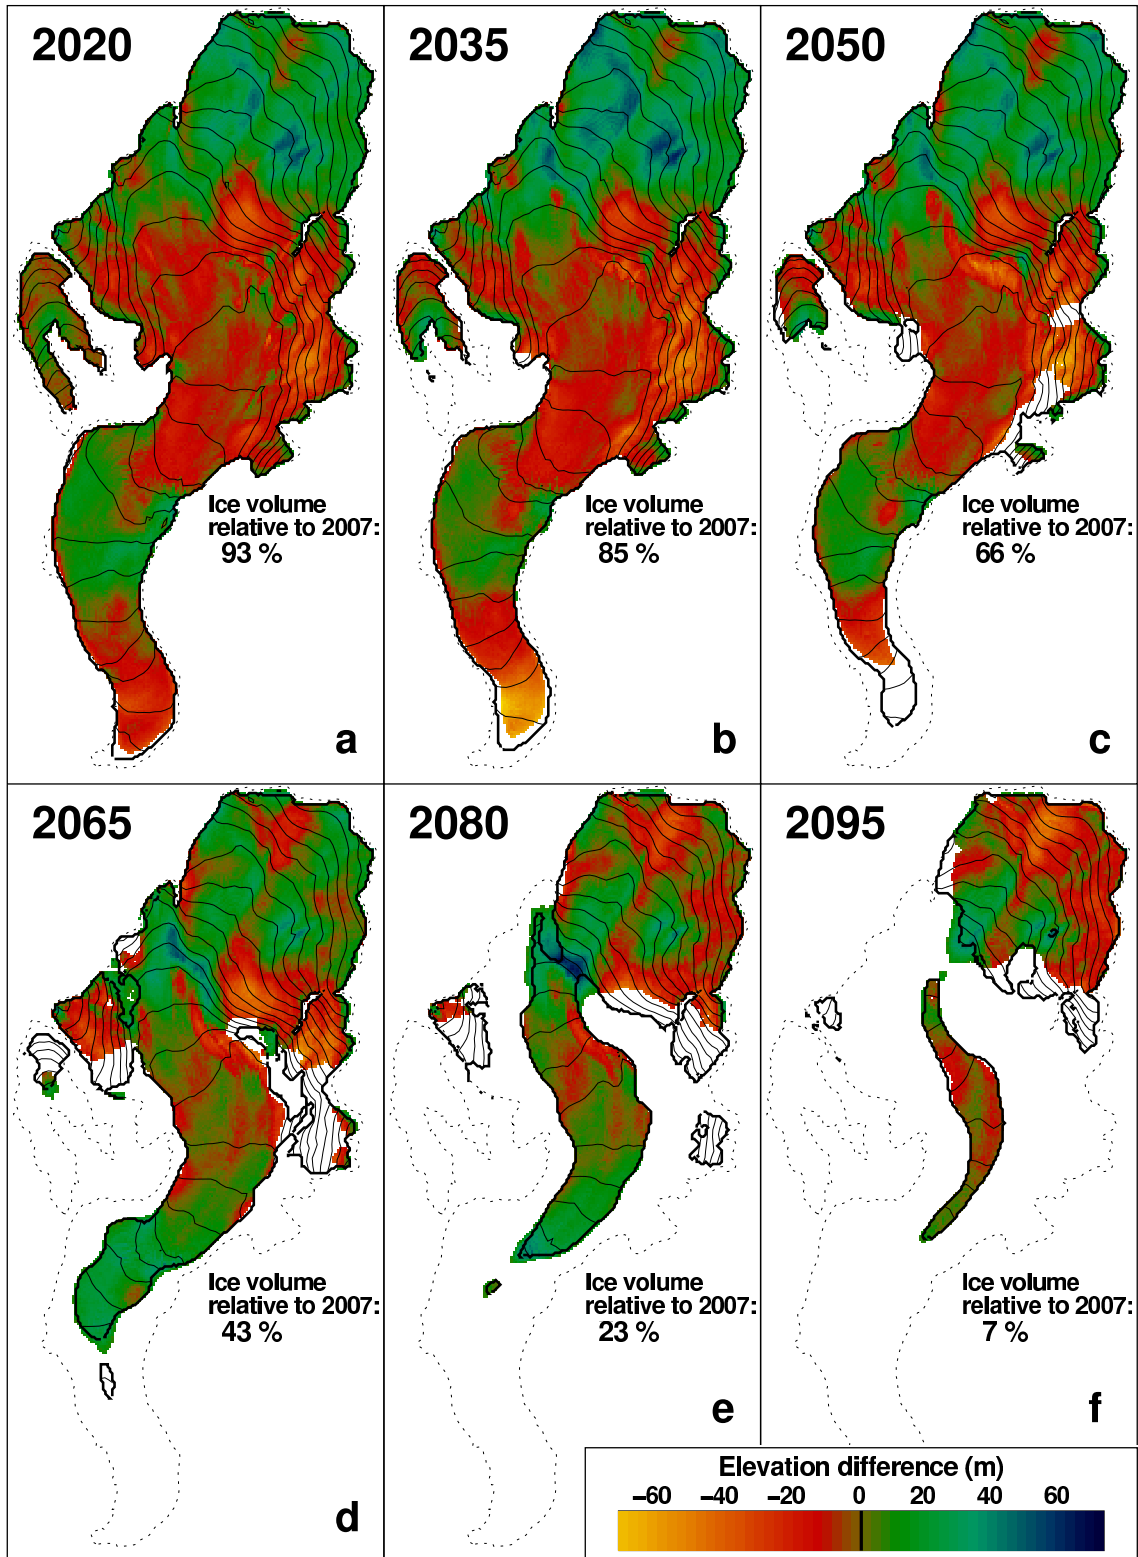 2020
Ice volume
relative to 2007:
93 %
a
2035
Ice volume
relative to 2007:
85 %
b
2050
Ice volume
relative to 2007:
66 %
c
2065
Ice volume
relative to 2007:
43 %
d
2080
Ice volume
relative to 2007:
23 %
e
2095
Ice volume
relative to 2007:
7 %
f
Elevation difference (m)
−60 −40 −20 0 20 40 60